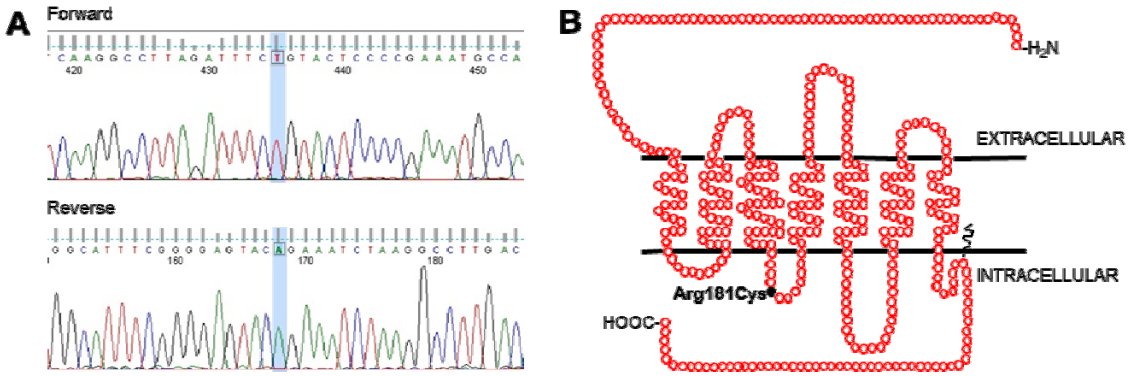 A
Forward
C A A G G C C T T A G A T T T C T G T A C T C C C C G A A A T G C C A
420 430 440 450
Reverse
G G C A T T T C G G G G A G T A C A G A A A T C T A A G G C C T T G A C
160 170 180
B
-H₂N
EXTRACELLULAR
INTRACELLULAR
Arg181Cys
HOOC-